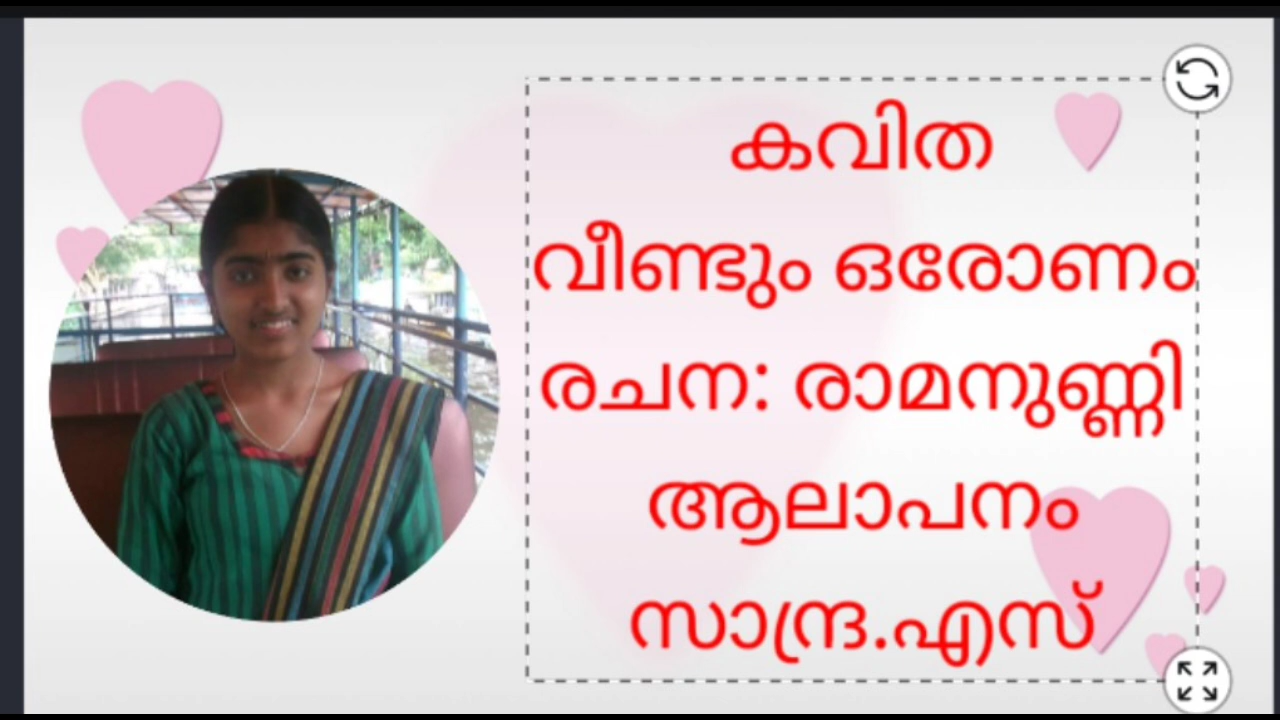 കവിത
വീണ്ടും ഒരോണം
രചന: രാമനുണ്ണി
ആലാപനം
സാന്ദ്ര.എസ്